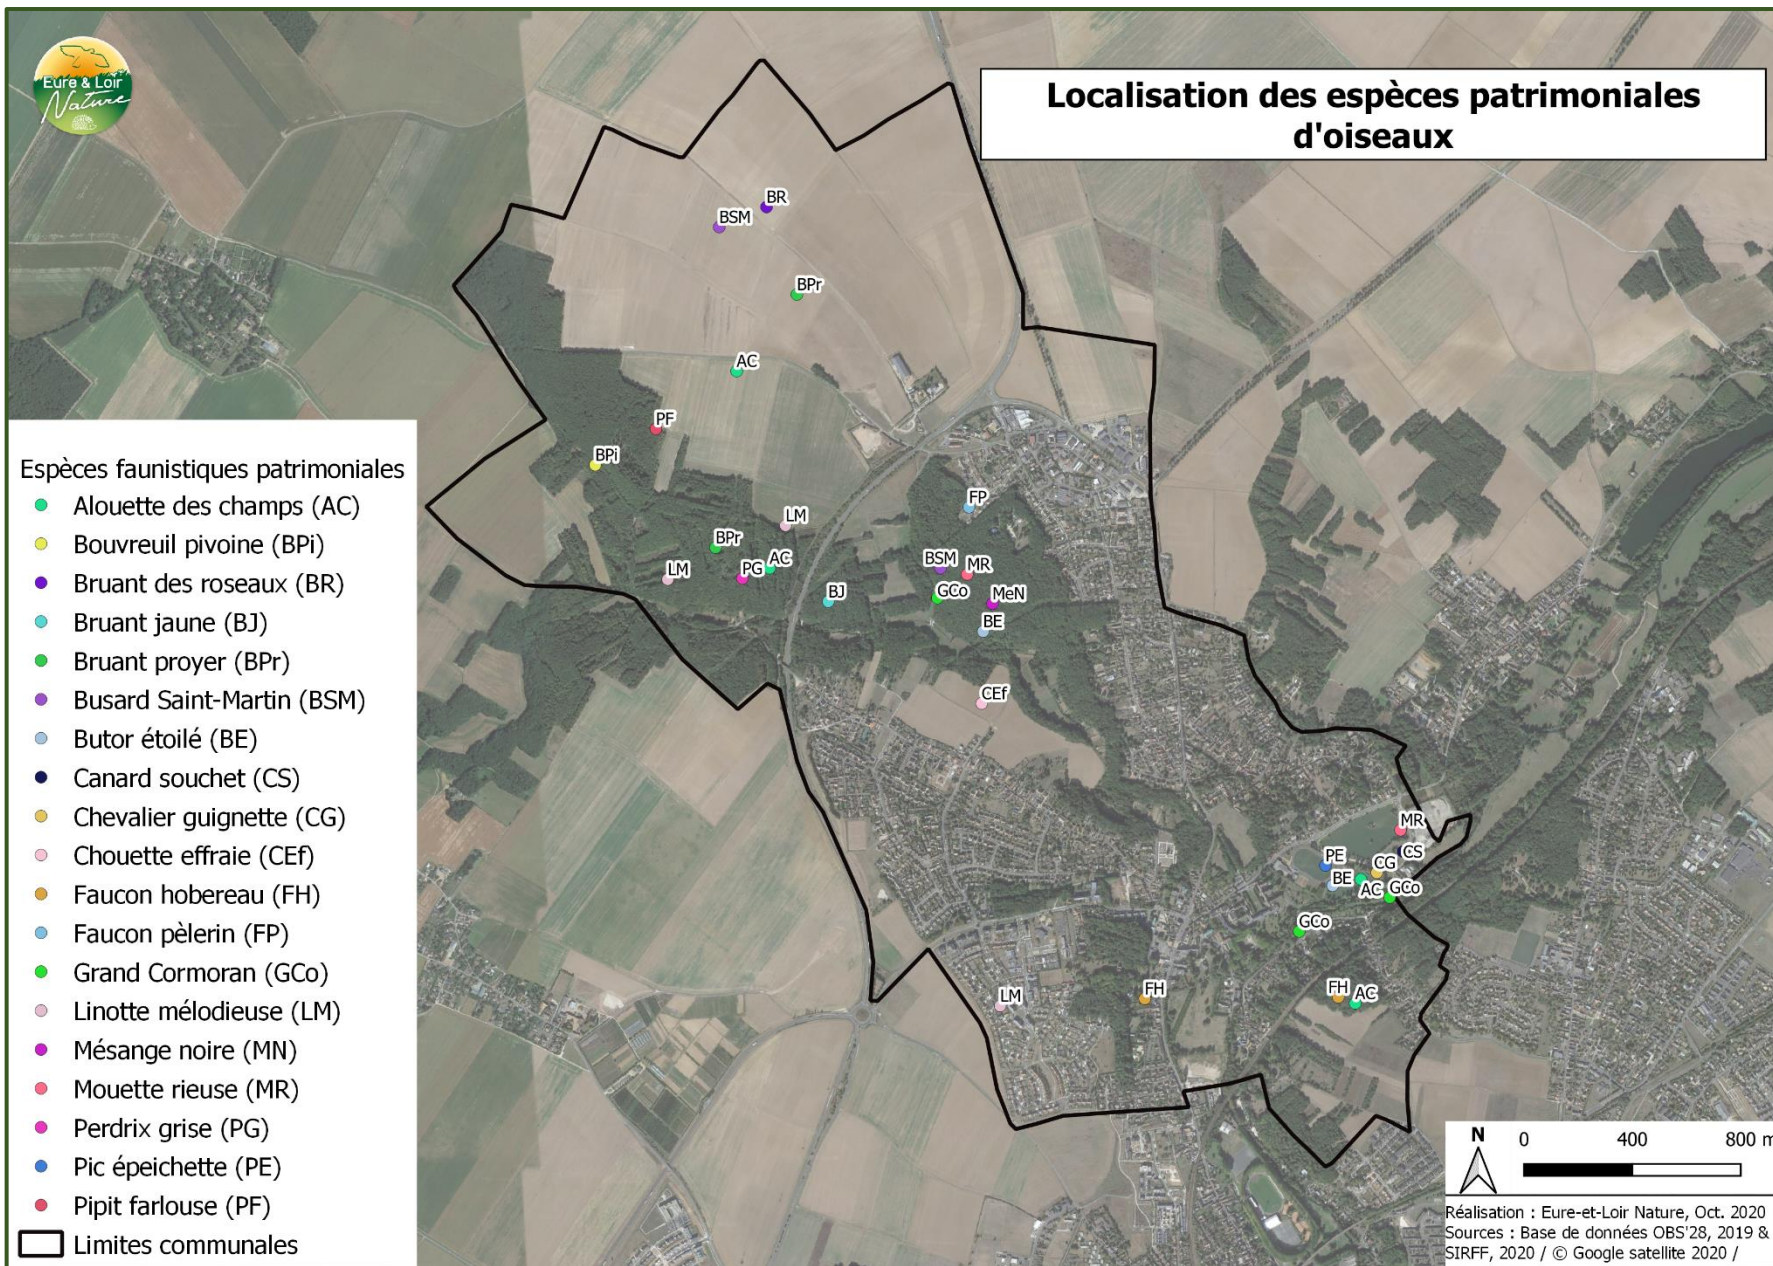 Eure & Loir
Nature
Localisation des espèces patrimoniales
d'oiseaux
BR
BSM
BPr
AC
PF
BPi
LM
FP
BPr
AC
LM
PG
BJ
BSM
MR
GCo
MeN
BE
CEf
MR
CS
PE
CG
BE
AC
GCo
GCo
LM
FH
FH
AC
Espèces faunistiques patrimoniales
Alouette des champs (AC)
Bouvreuil pivoine (BPi)
Bruant des roseaux (BR)
Bruant jaune (BJ)
Bruant proyer (BPr)
Busard Saint-Martin (BSM)
Butor étoilé (BE)
Canard souchet (CS)
Chevalier guignette (CG)
Chouette effraie (CEf)
Faucon hobereau (FH)
Faucon pèlerin (FP)
Grand Cormoran (GCo)
Linotte mélodieuse (LM)
Mésange noire (MN)
Mouette rieuse (MR)
Perdrix grise (PG)
Pic épeichette (PE)
Pipit farlouse (PF)
Limites communales
N
0 400 800 m
Réalisation : Eure-et-Loir Nature, Oct. 2020
Sources : Base de données OBS'28, 2019 &
SIRFF, 2020 / © Google satellite 2020 /